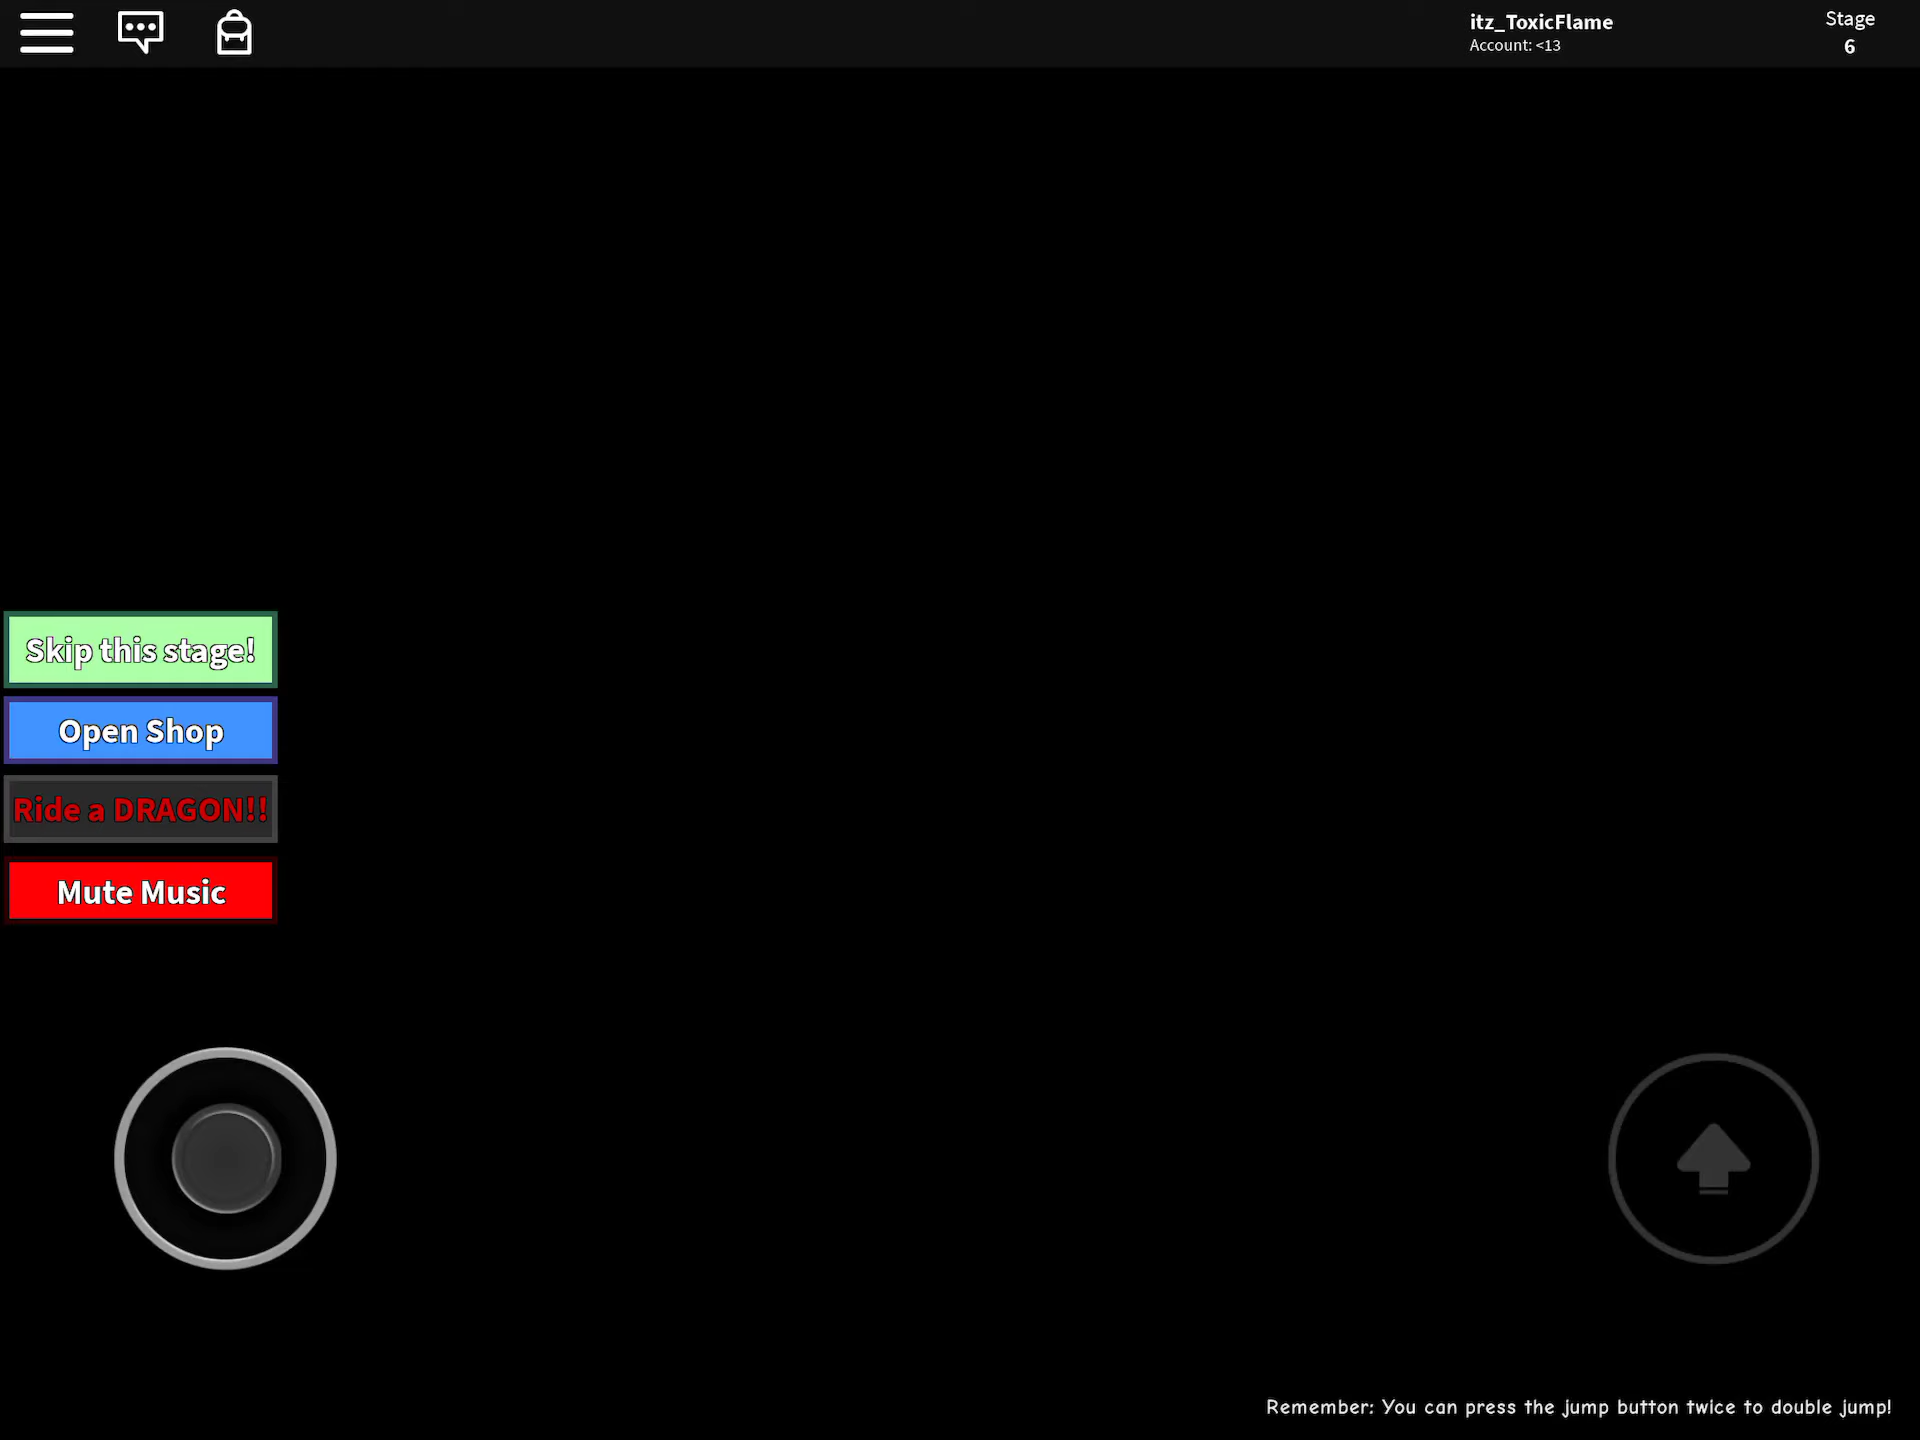 itz_ToxicFlame
Account: <13
Stage
6
Skip this stage!
Open Shop
Ride a DRAGON!!
Mute Music
Remember: You can press the jump button twice to double jump!